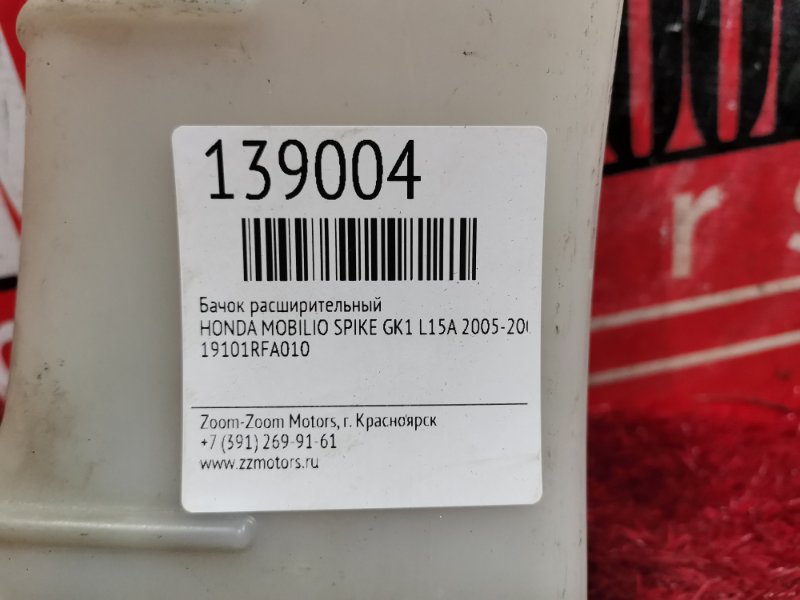 139004
Бачок расширительный
HONDA MOBILIO SPIKE GK1 L15A 2005-200
19101RFA010
Zoom-Zoom Motors, г. Красноярск
+7 (391) 269-91-61
www.zzmotors.ru
r s